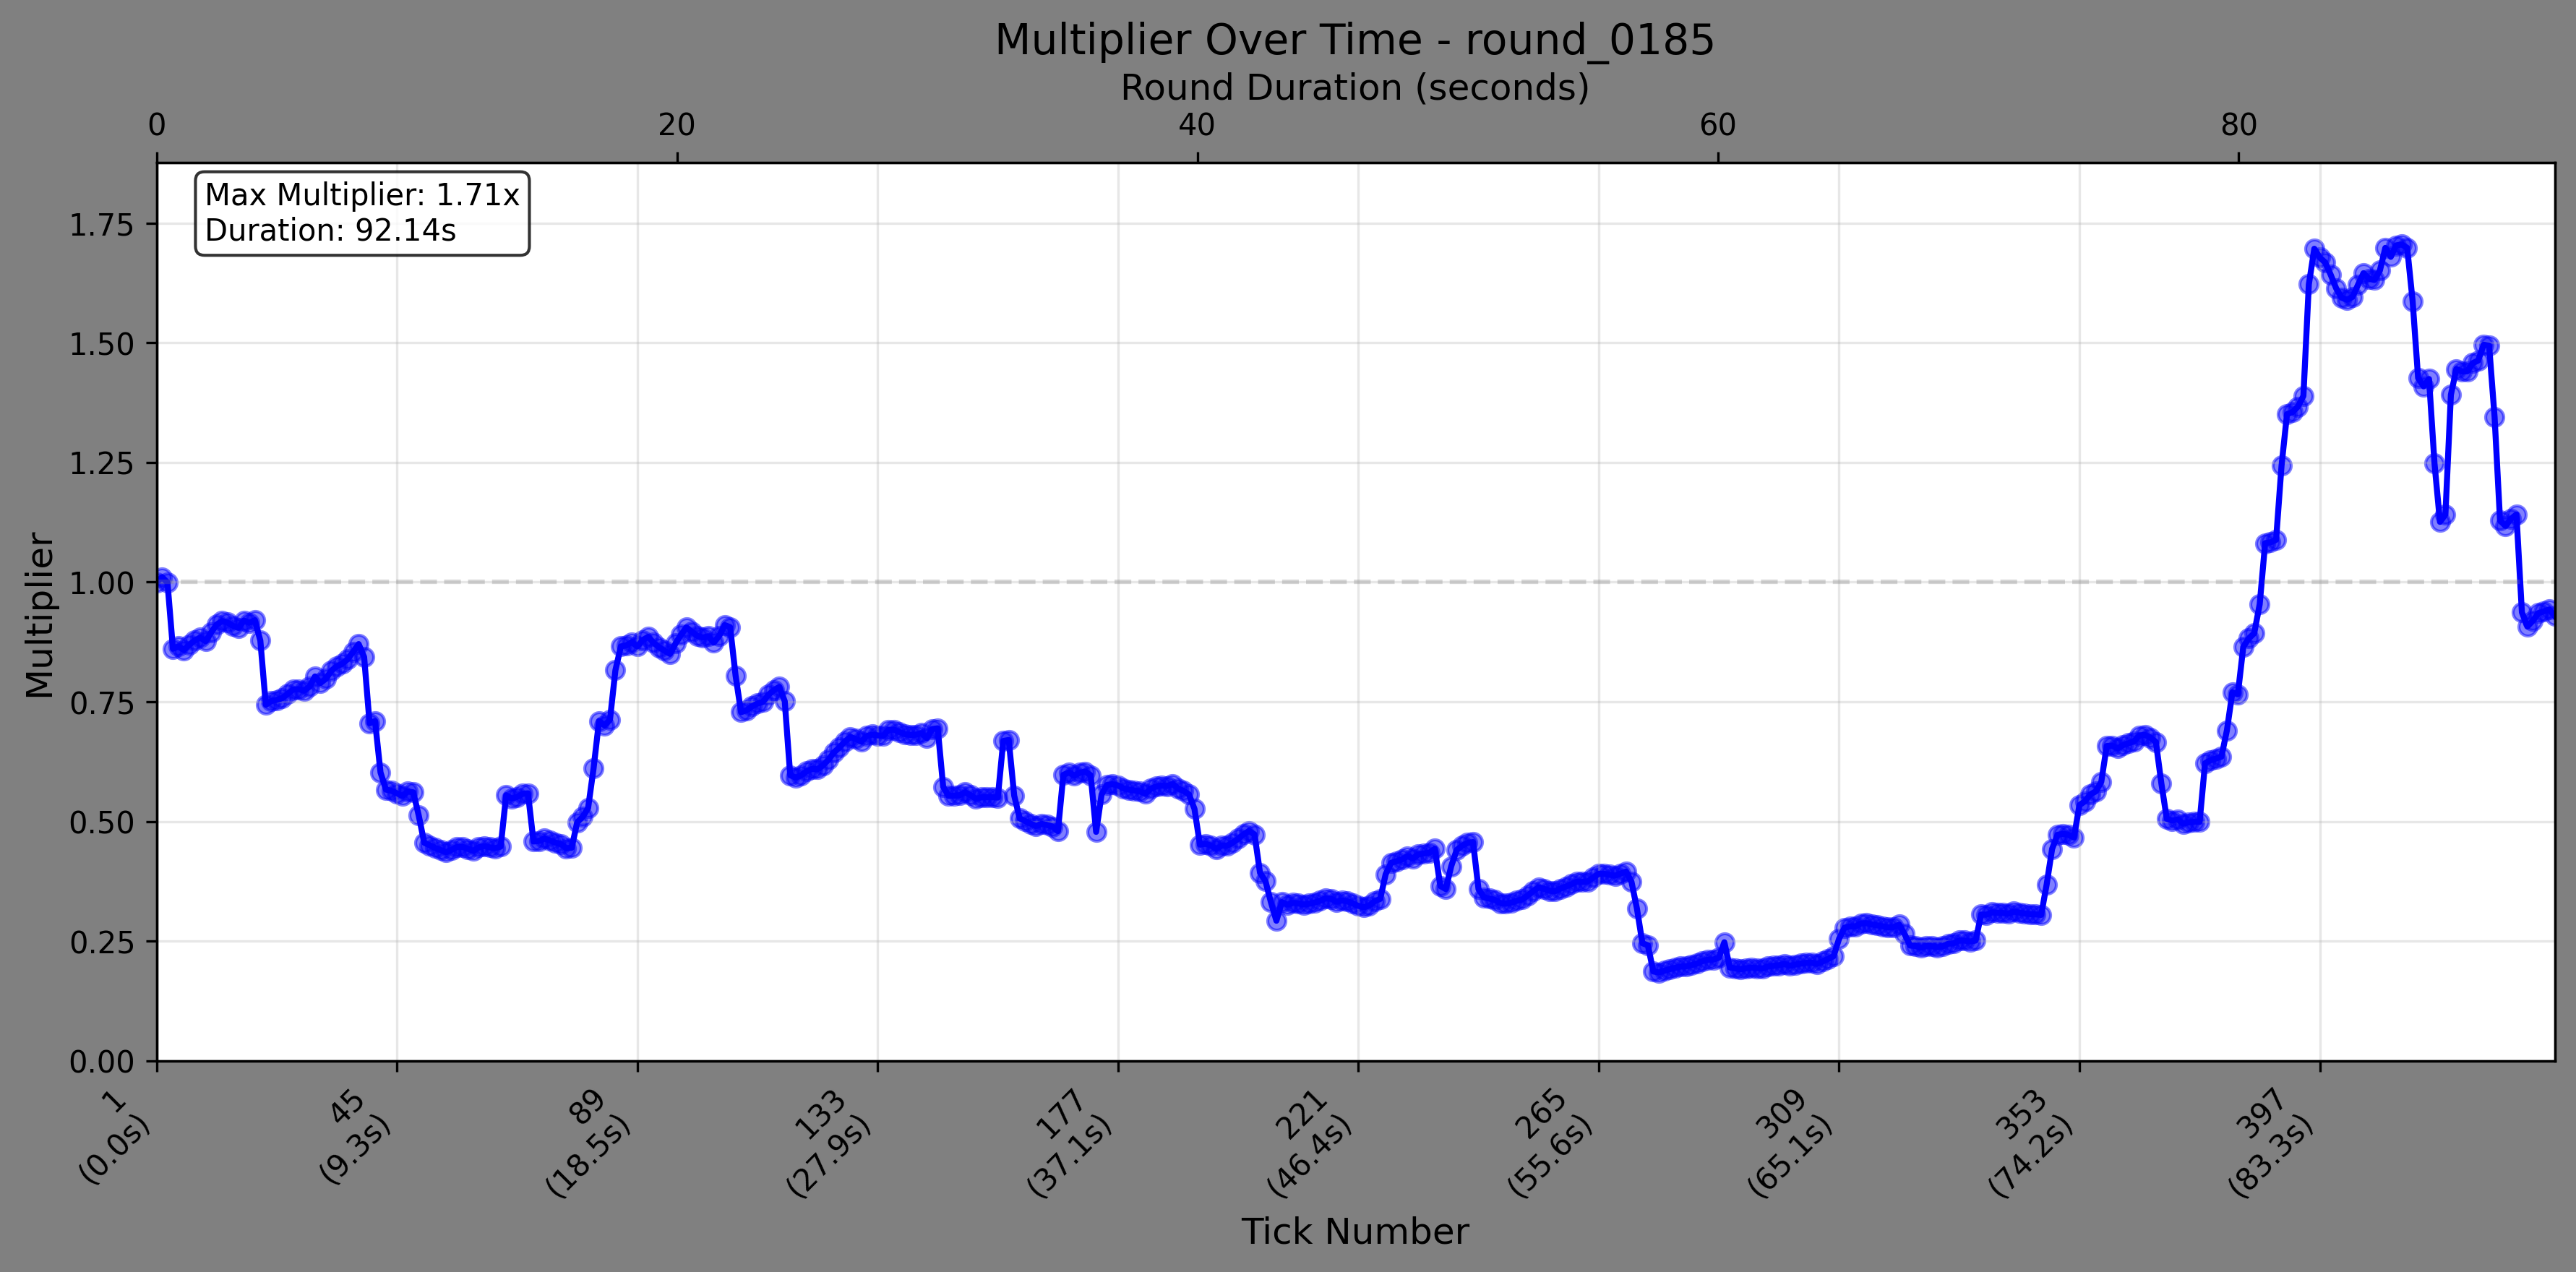 Multiplier Over Time - round_0185
Round Duration (seconds)
0 20 40 60 80
Max Multiplier: 1.71x
Duration: 92.14s
Multiplier
1.75
1.50
1.25
1.00
0.75
0.50
0.25
0.00
1 45 89 133 177 221 265 309 353 397
(0.0s) (9.3s) (18.5s) (27.9s) (37.1s) (46.4s) (55.6s) (65.1s) (74.2s) (83.3s)
Tick Number